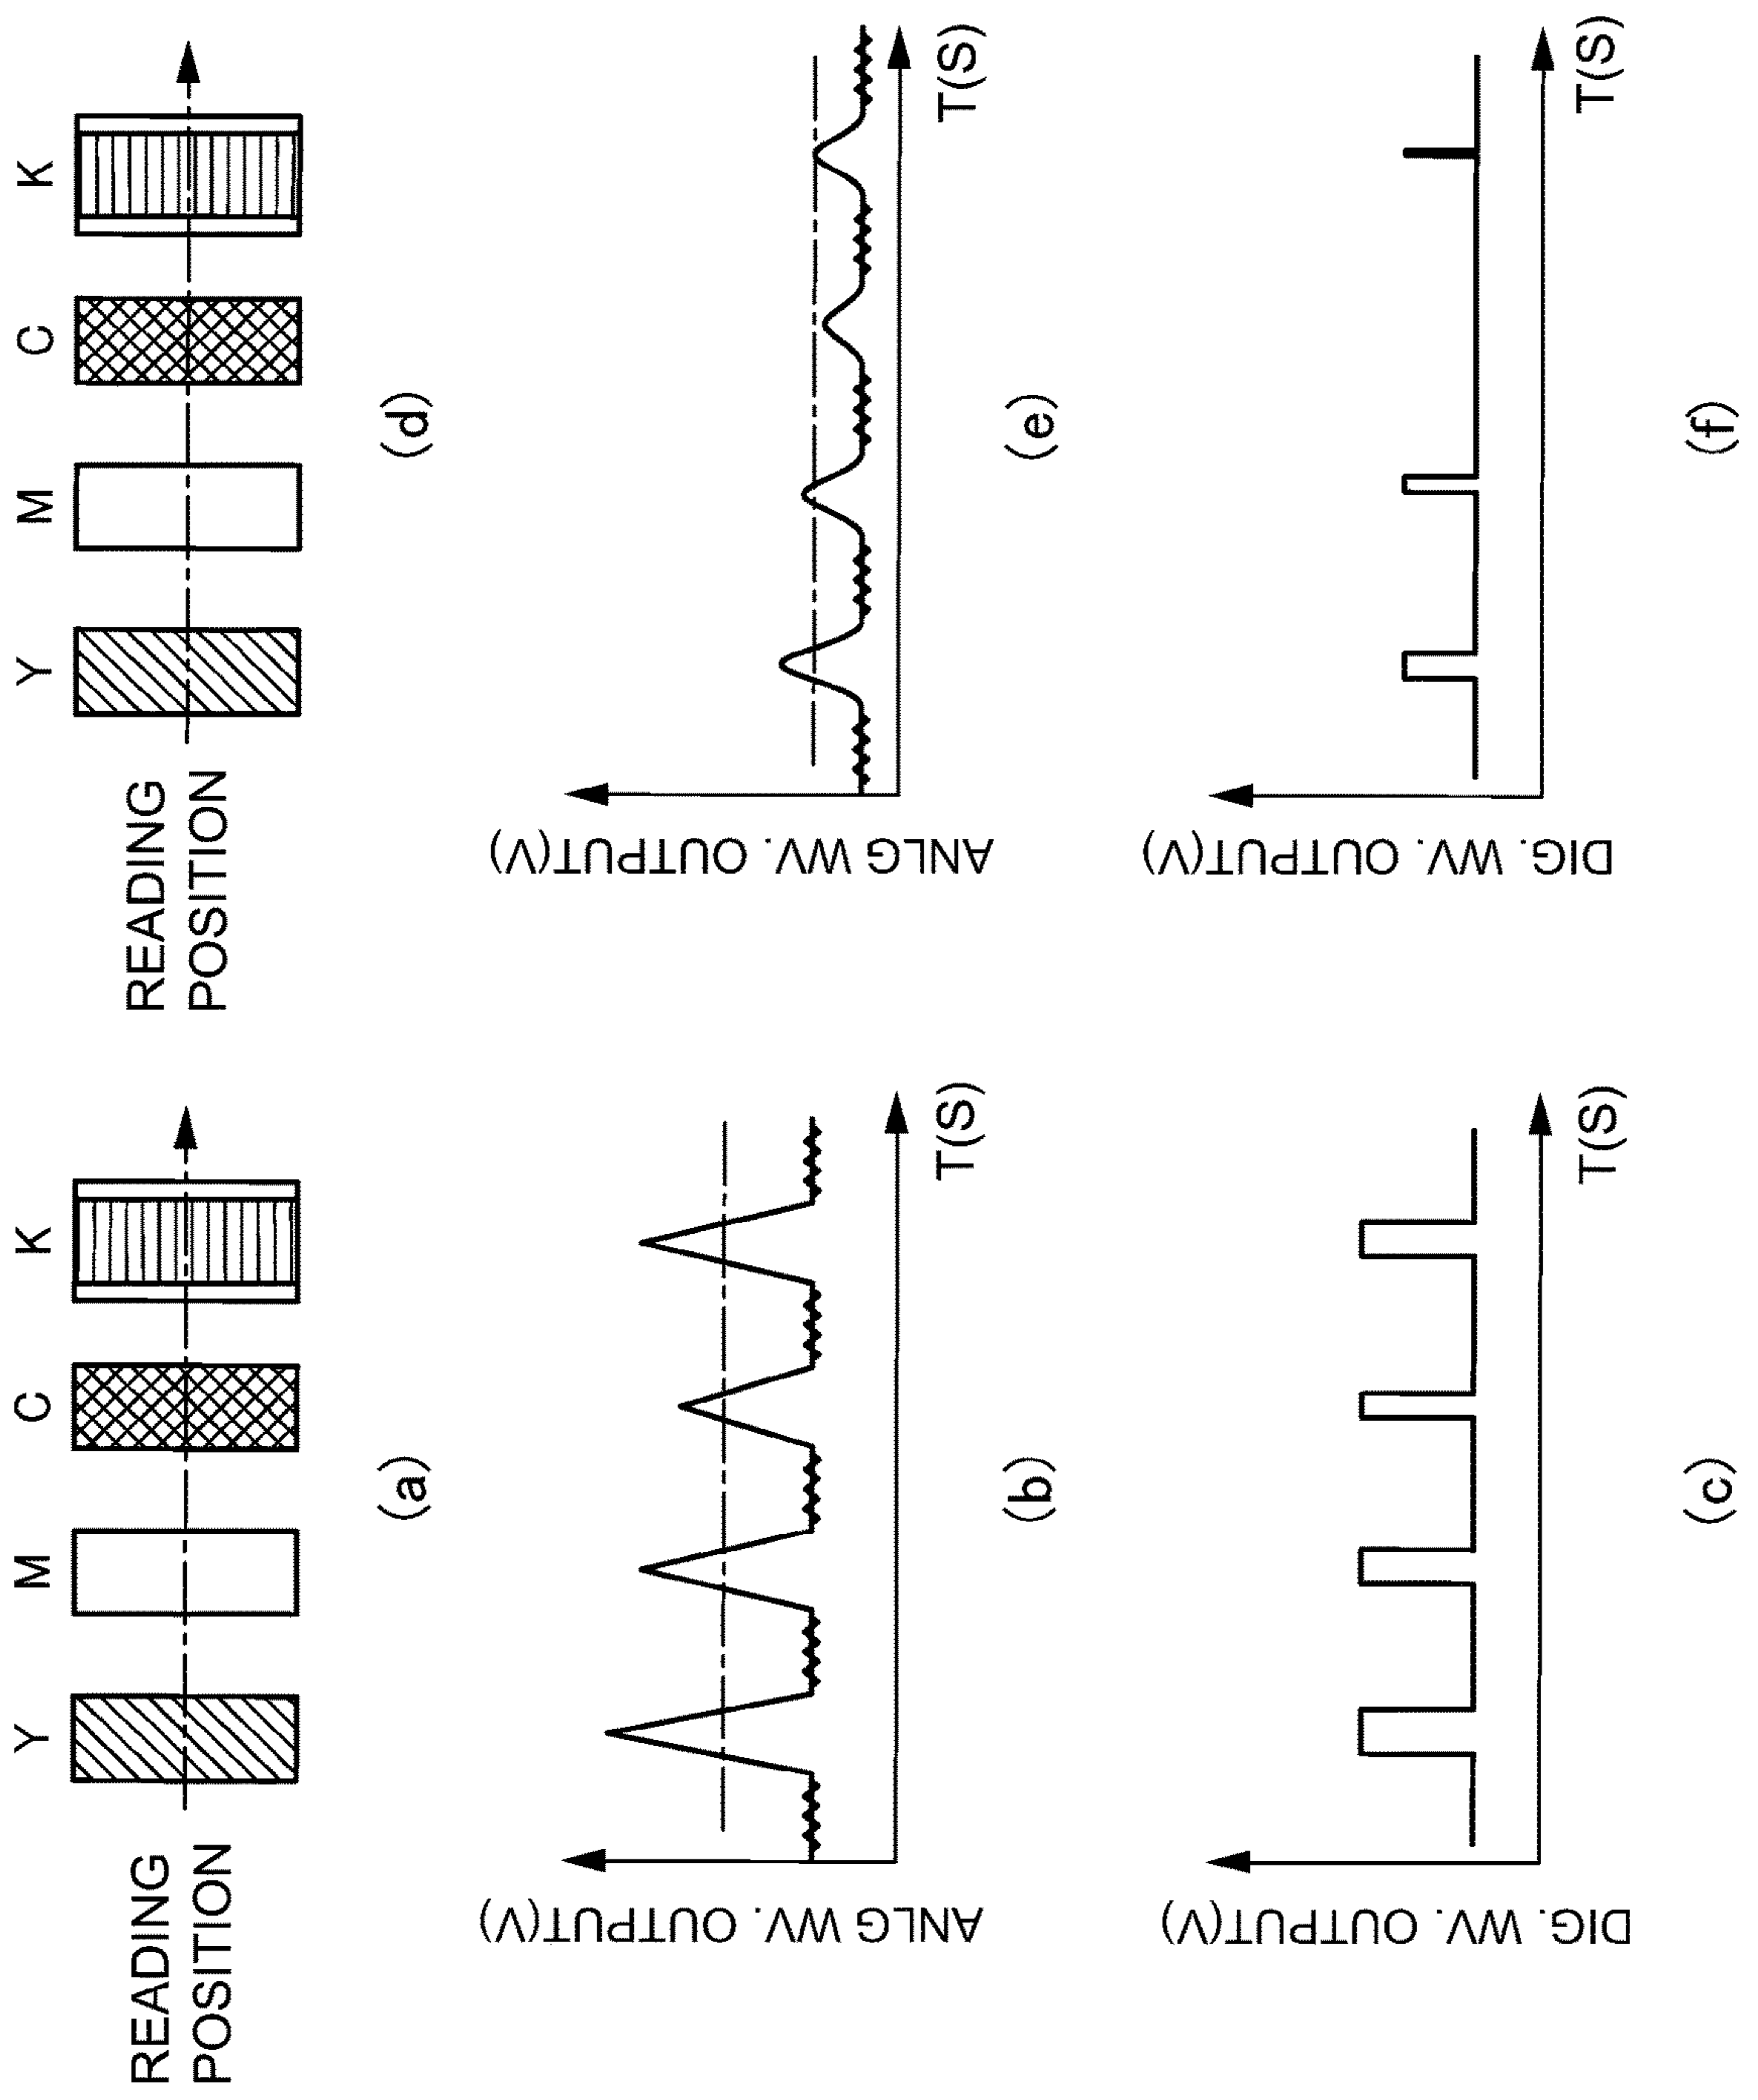 READING
POSITION
Y M C K
(a)
ANLG WV. OUTPUT(V)
T(S)
(b)
DIG. WV. OUTPUT(V)
T(S)
(c)
READING
POSITION
Y M C K
(d)
ANLG WV. OUTPUT(V)
T(S)
(e)
DIG. WV. OUTPUT(V)
T(S)
(f)